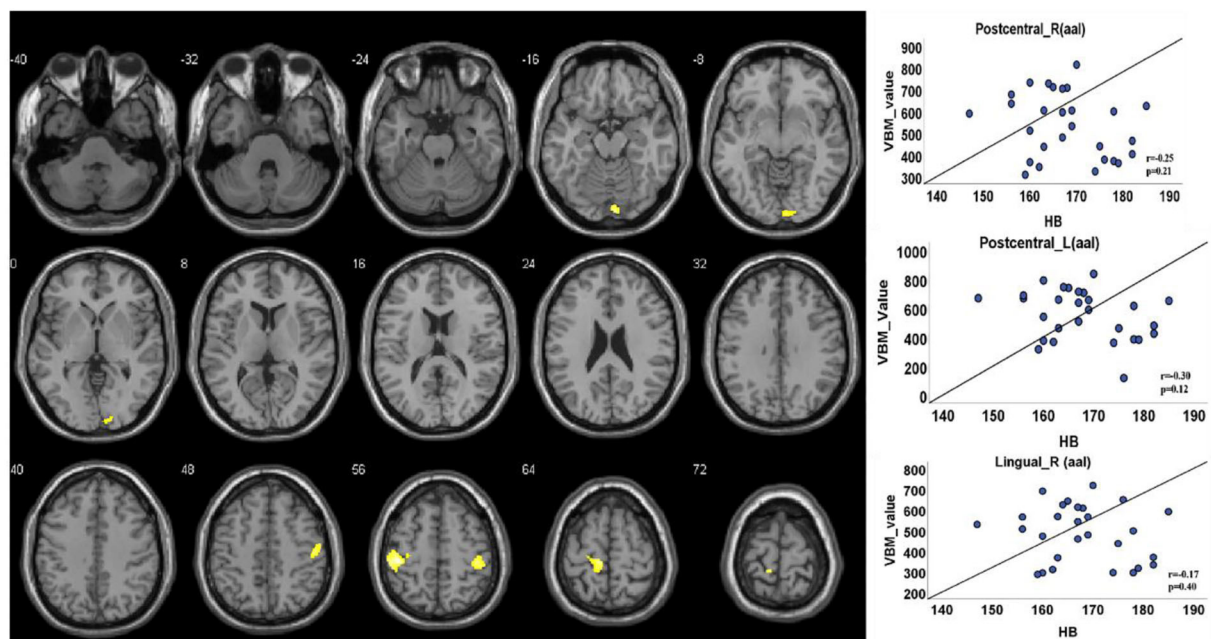 -40 -32 -24 -16 -8
0 8 16 24 32
40 48 56 64 72
Postcentral_R(aal)
VBM_value
900
800
700
600
500
400
300
r=-0.25
p=0.21
140 150 160 170 180 190
HB
Postcentral_L(aal)
VBM_Value
1000
800
600
400
200
0
r=-0.30
p=0.12
140 150 160 170 180 190
HB
Lingual_R (aal)
VBM_value
800
700
600
500
400
300
200
r=-0.17
p=0.40
140 150 160 170 180 190
HB